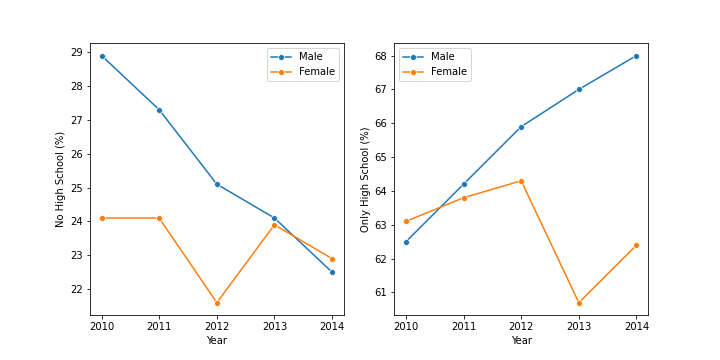 No High School (%)
29
28
27
26
25
24
23
22
2010 2011 2012 2013 2014
Year
Male
Female
Only High School (%)
68
67
66
65
64
63
62
61
2010 2011 2012 2013 2014
Year
Male
Female